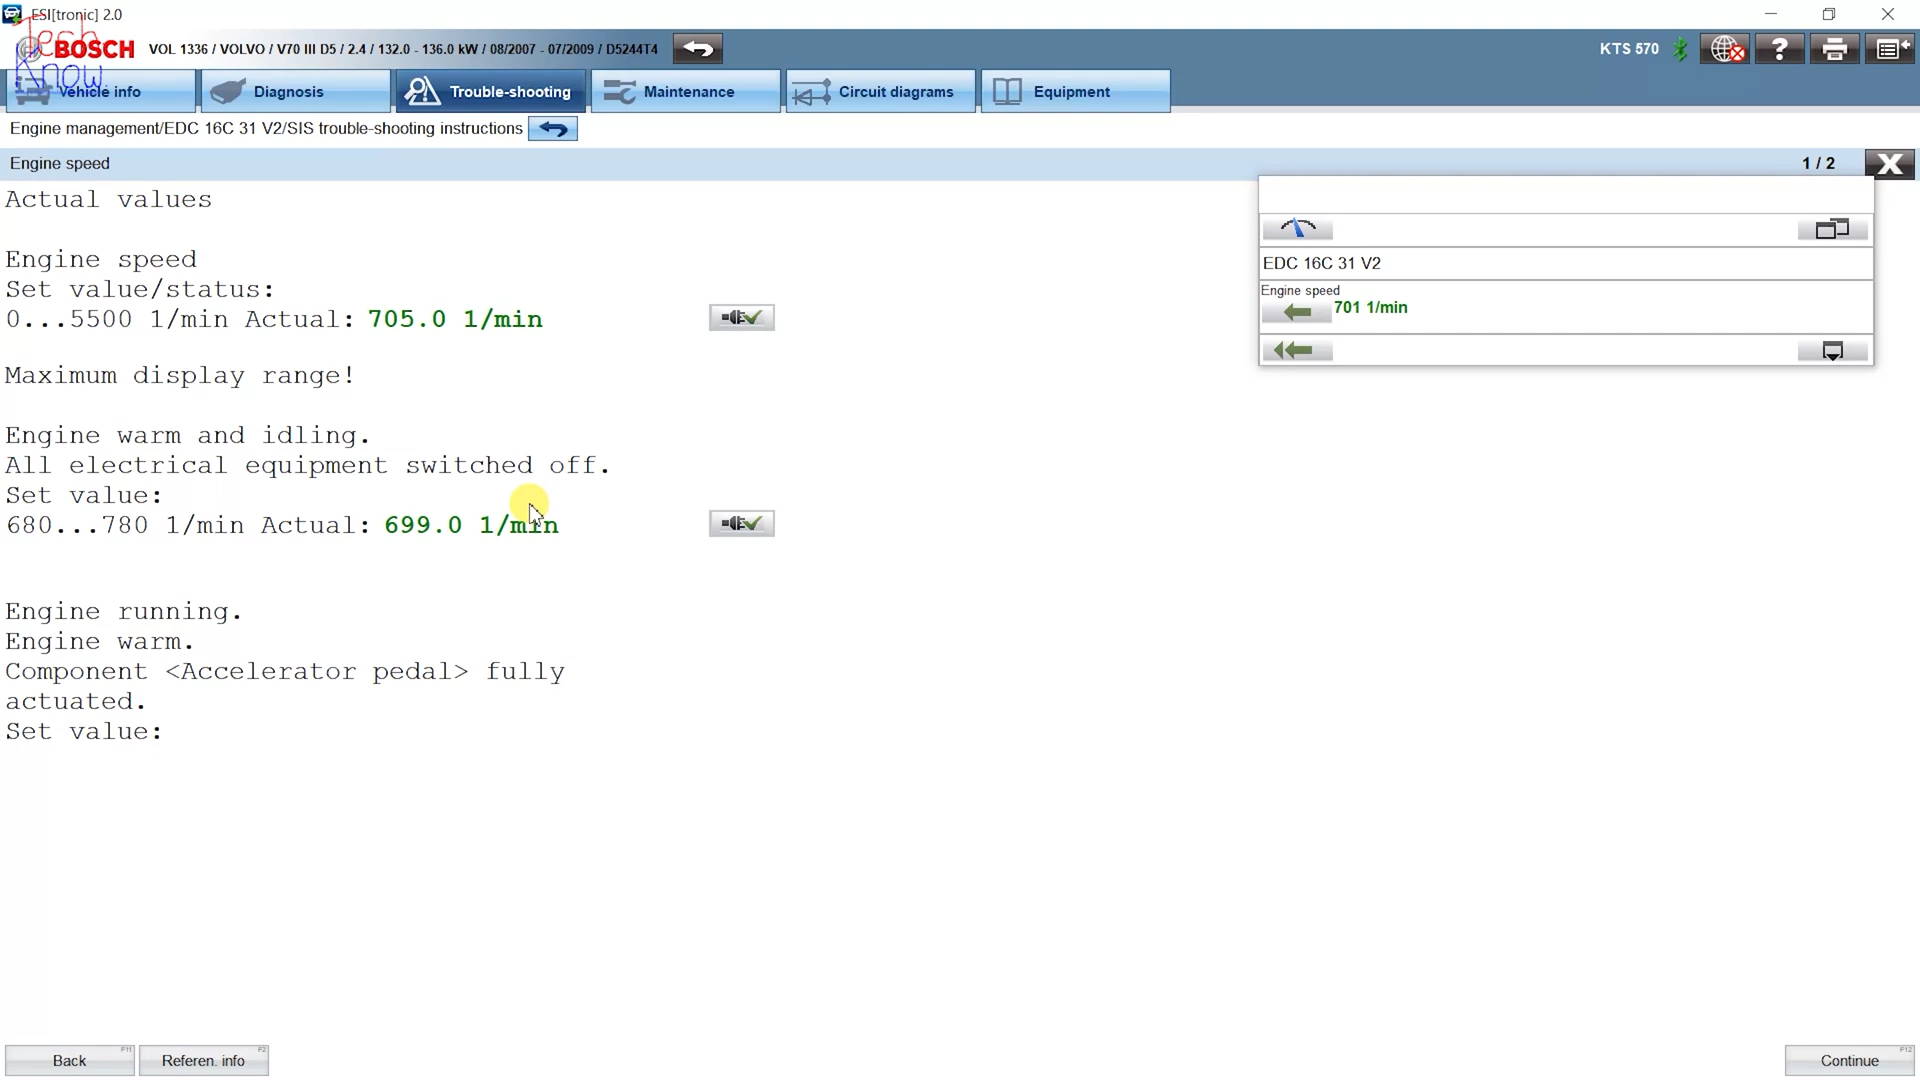 ESI[tronic] 2.0
Tech
Know
BOSCH
VOL 1336 / VOLVO / V70 III D5 / 2.4 / 132.0 - 136.0 kW / 08/2007 - 07/2009 / D5244T4
KTS 570
?
Vehicle info
Diagnosis
Trouble-shooting
Maintenance
Circuit diagrams
Equipment
Engine management/EDC 16C 31 V2/SIS trouble-shooting instructions
Engine speed
1 / 2
X
Actual values
Engine speed
Set value/status:
0...5500 1/min Actual: 705.0 1/min
Maximum display range!
Engine warm and idling.
All electrical equipment switched off.
Set value:
680...780 1/min Actual: 699.0 1/min
Engine running.
Engine warm.
Component <Accelerator pedal> fully
actuated.
Set value:
EDC 16C 31 V2
Engine speed
701 1/min
Back F11
Referen. info F2
Continue F12